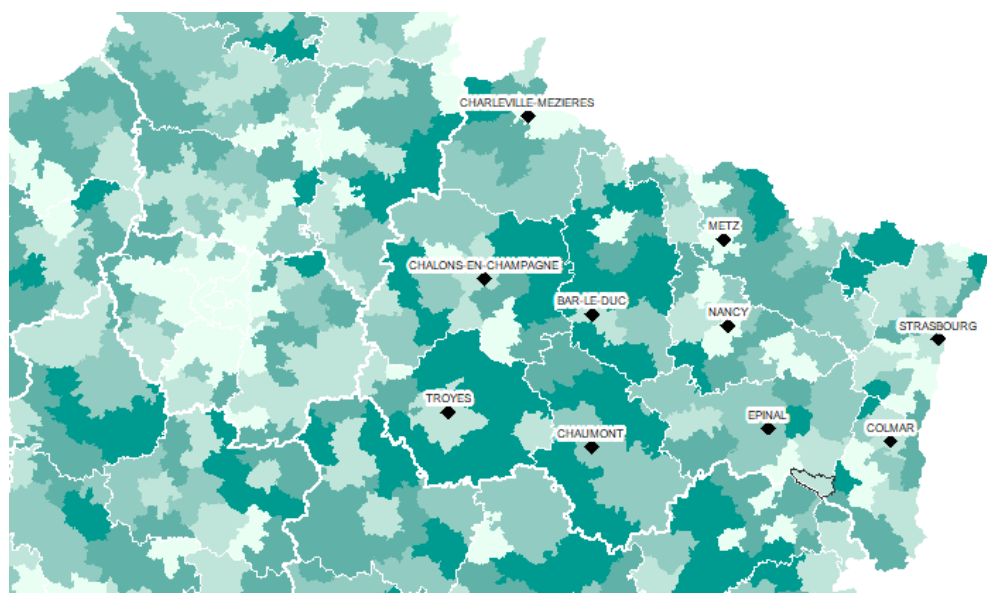 CHARLEVILLE-MEZIERES
METZ
CHALONS-EN-CHAMPAGNE
BAR-LE-DUC
NANCY
STRASBOURG
TROYES
EPINAL
CHAUMONT
COLMAR